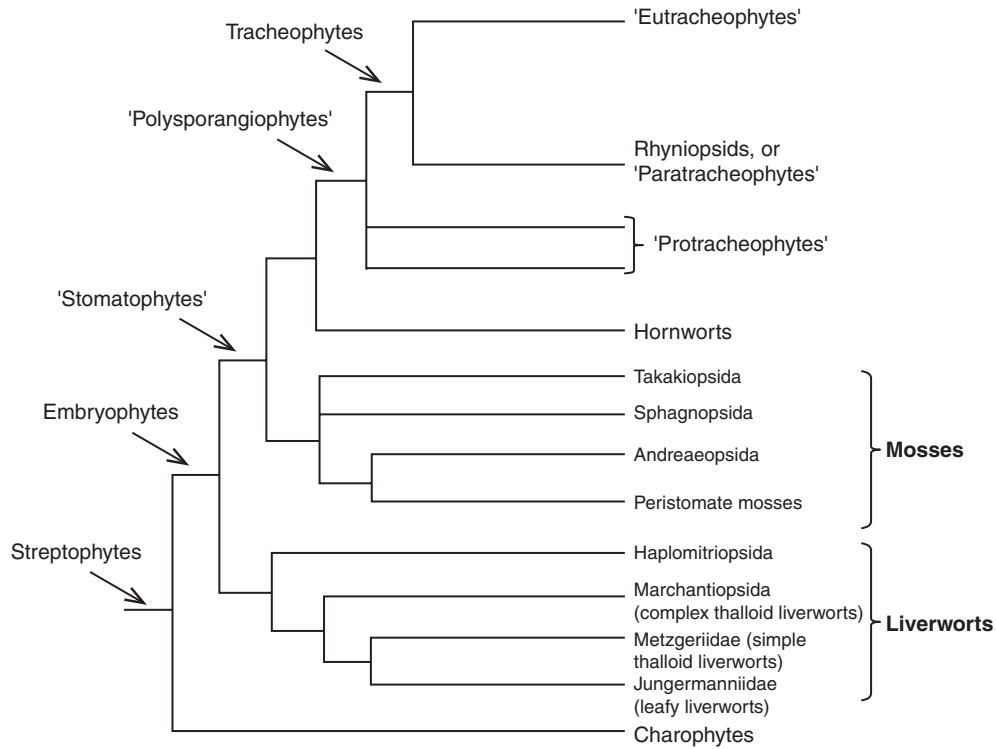 'Eutracheophytes'
Tracheophytes
'Polysporangiophytes'
Rhyniopsids, or
'Paratracheophytes'
'Protracheophytes'
'Stomatophytes'
Hornworts
Takakiopsida
Embryophytes
Sphagnopsida
Andreaeopsida
Mosses
Peristomate mosses
Streptophytes
Haplomitriopsida
Marchantiopsida
(complex thalloid liverworts)
Liverworts
Metzgeriidae (simple
thalloid liverworts)
Jungermanniidae
(leafy liverworts)
Charophytes